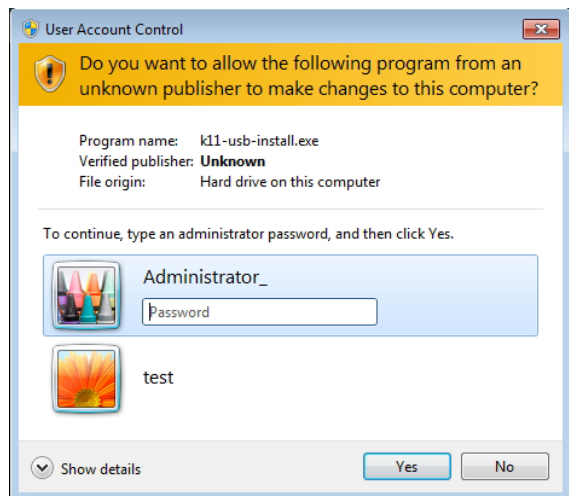 User Account Control
Do you want to allow the following program from an
unknown publisher to make changes to this computer?
Program name: k11-usb-install.exe
Verified publisher: Unknown
File origin: Hard drive on this computer
To continue, type an administrator password, and then click Yes.
Administrator_
Password
test
Show details
Yes
No